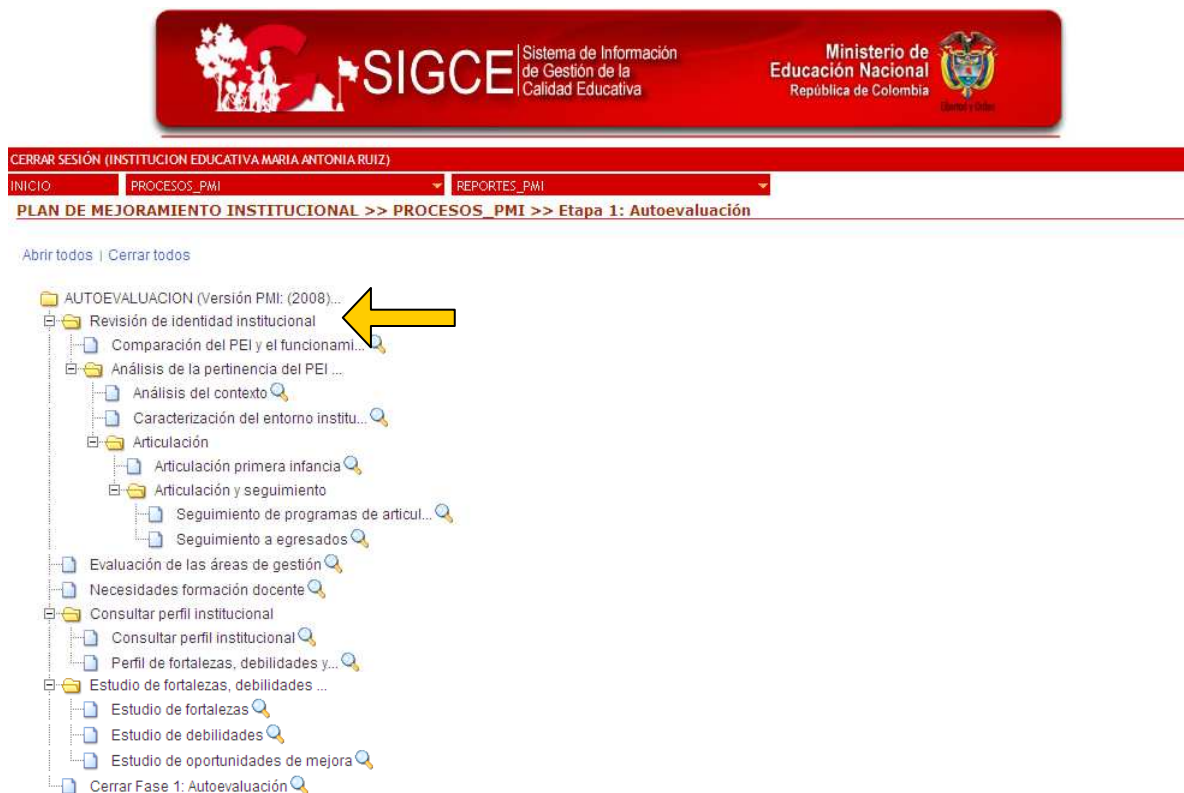 SIGCE
Sistema de Información
de Gestión de la
Calidad Educativa
Ministerio de
Educación Nacional
República de Colombia
Libertad y Orden
CERRAR SESIÓN (INSTITUCION EDUCATIVA MARIA ANTONIA RUIZ)
INICIO PROCESOS_PMI REPORTES_PMI
PLAN DE MEJORAMIENTO INSTITUCIONAL >> PROCESOS_PMI >> Etapa 1: Autoevaluación
Abrir todos | Cerrar todos
AUTOEVALUACION (Versión PMI: (2008)...
Revisión de identidad institucional
Comparación del PEI y el funcionami...
Análisis de la pertinencia del PEI ...
Análisis del contexto
Caracterización del entorno institu...
Articulación
Articulación primera infancia
Articulación y seguimiento
Seguimiento de programas de articul...
Seguimiento a egresados
Evaluación de las áreas de gestión
Necesidades formación docente
Consultar perfil institucional
Consultar perfil institucional
Perfil de fortalezas, debilidades y...
Estudio de fortalezas, debilidades ...
Estudio de fortalezas
Estudio de debilidades
Estudio de oportunidades de mejora
Cerrar Fase 1: Autoevaluación